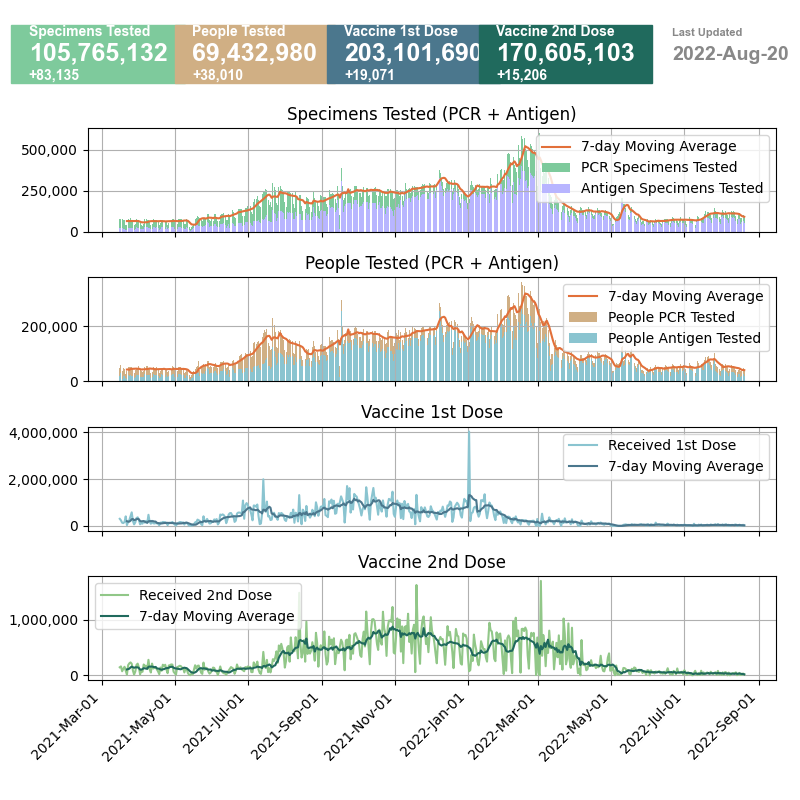 Specimens Tested
105,765,132
+83,135
People Tested
69,432,980
+38,010
Vaccine 1st Dose
203,101,690
+19,071
Vaccine 2nd Dose
170,605,103
+15,206
Last Updated
2022-Aug-20
Specimens Tested (PCR + Antigen)
500,000
250,000
0
7-day Moving Average
PCR Specimens Tested
Antigen Specimens Tested
People Tested (PCR + Antigen)
200,000
0
7-day Moving Average
People PCR Tested
People Antigen Tested
Vaccine 1st Dose
4,000,000
2,000,000
0
Received 1st Dose
7-day Moving Average
Vaccine 2nd Dose
1,000,000
0
Received 2nd Dose
7-day Moving Average
2021-Mar-01
2021-May-01
2021-Jul-01
2021-Sep-01
2021-Nov-01
2022-Jan-01
2022-Mar-01
2022-May-01
2022-Jul-01
2022-Sep-01